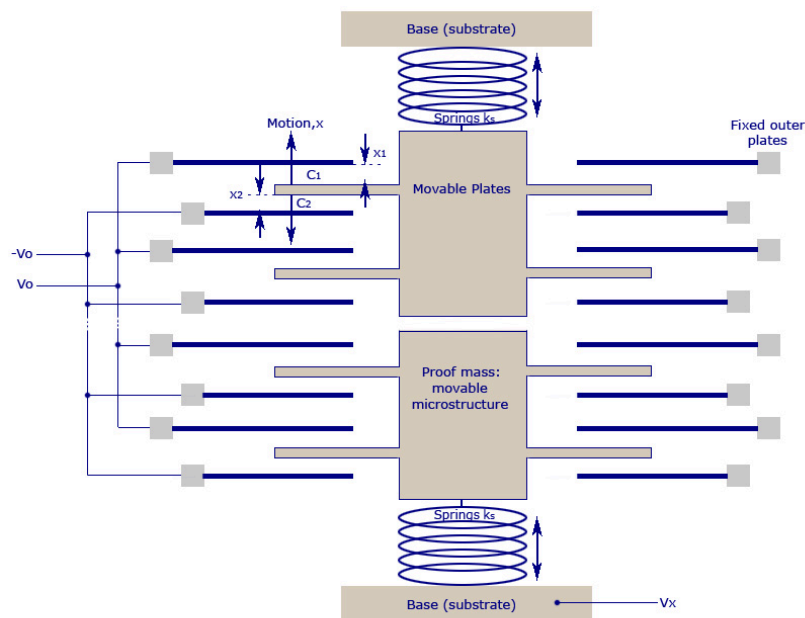 Base (substrate)
Springs ks
Motion,x
Fixed outer
plates
x1
C1
Movable Plates
x2
C2
-Vo
Vo
Proof mass:
movable
microstructure
Springs ks
Base (substrate)
Vx